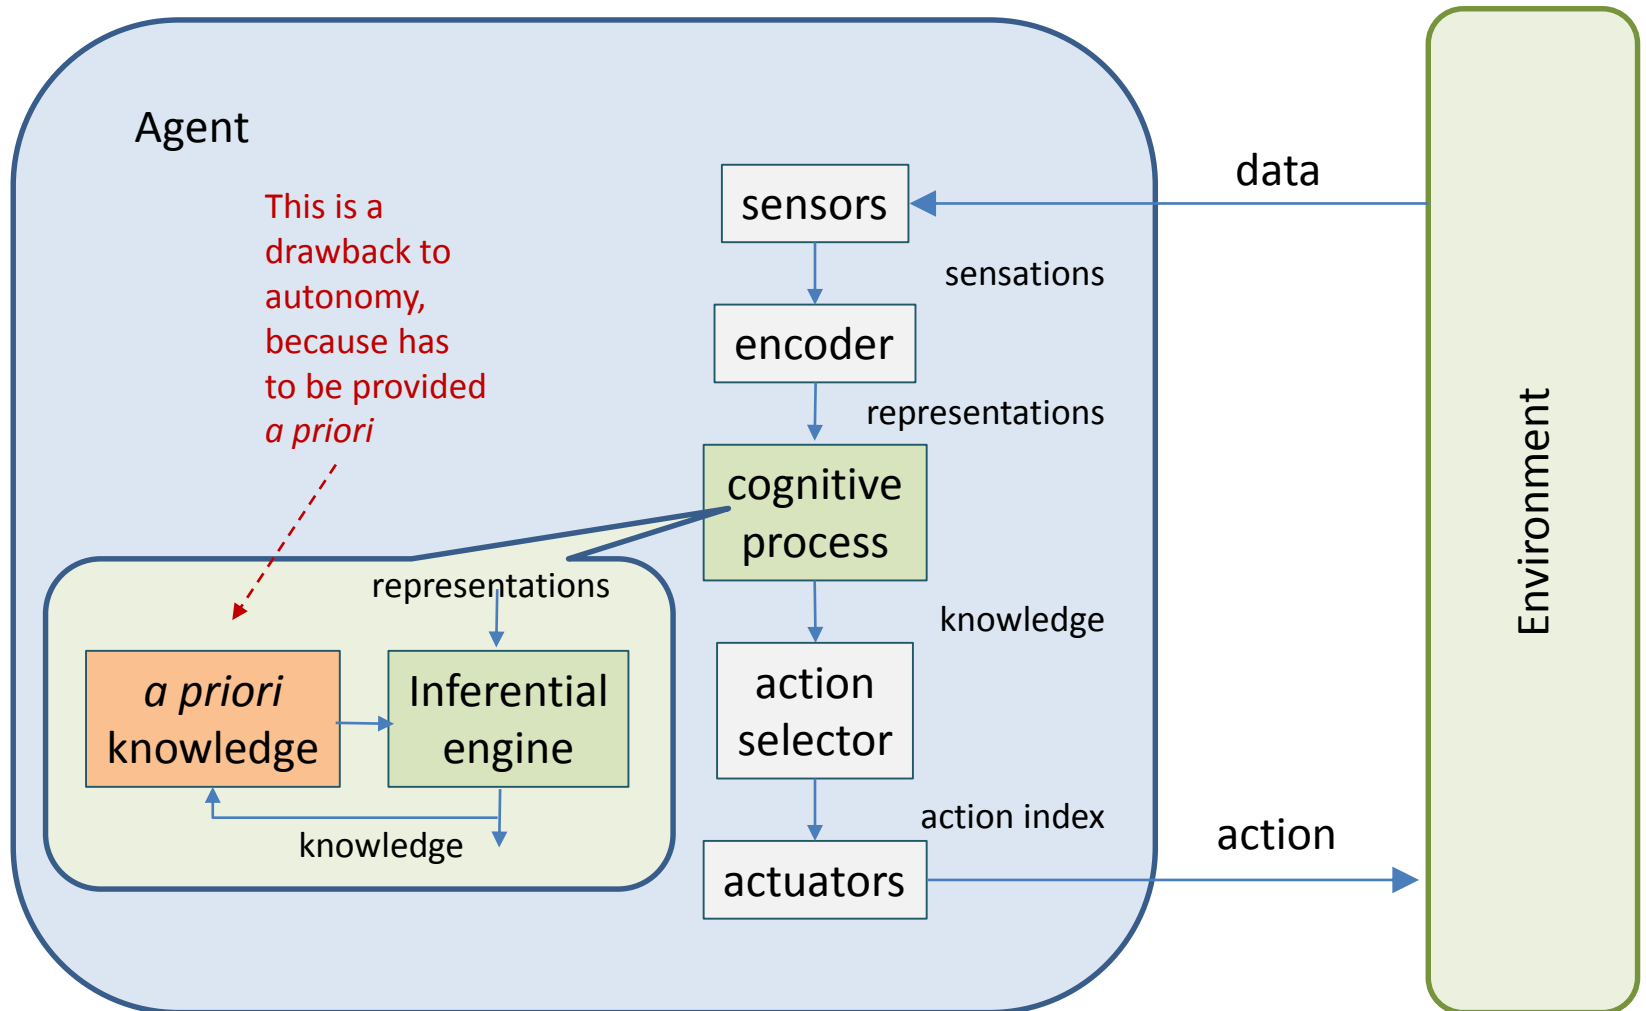 Agent
This is a
drawback to
autonomy,
because has
to be provided
a priori
sensors
data
sensations
encoder
representations
cognitive
process
knowledge
action
selector
action index
actuators
action
representations
a priori
knowledge
Inferential
engine
knowledge
Environment